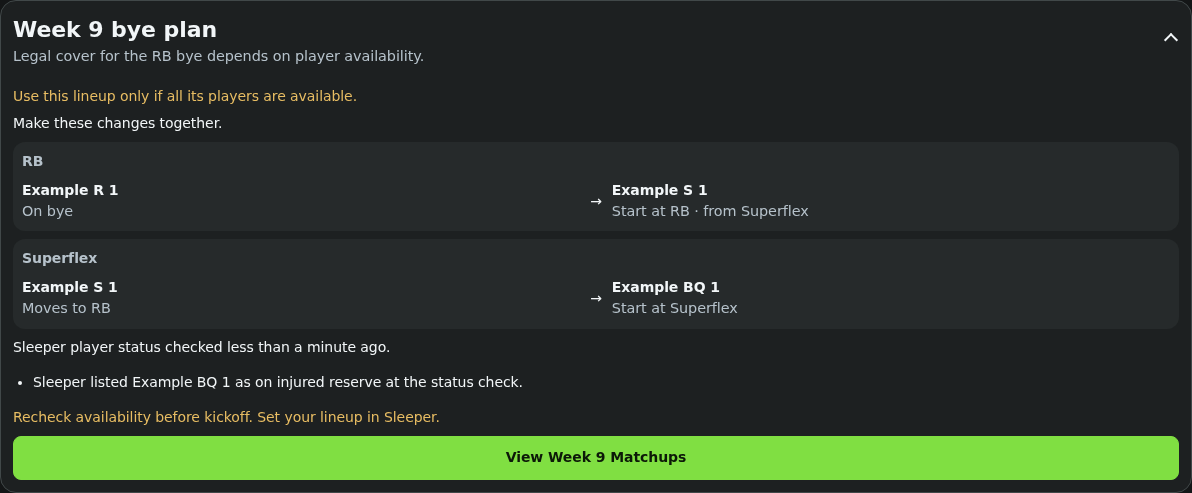 Week 9 bye plan
Legal cover for the RB bye depends on player availability.
Use this lineup only if all its players are available.
Make these changes together.
RB
Example R 1
On bye
→
Example S 1
Start at RB · from Superflex
Superflex
Example S 1
Moves to RB
→
Example BQ 1
Start at Superflex
Sleeper player status checked less than a minute ago.
• Sleeper listed Example BQ 1 as on injured reserve at the status check.
Recheck availability before kickoff. Set your lineup in Sleeper.
View Week 9 Matchups